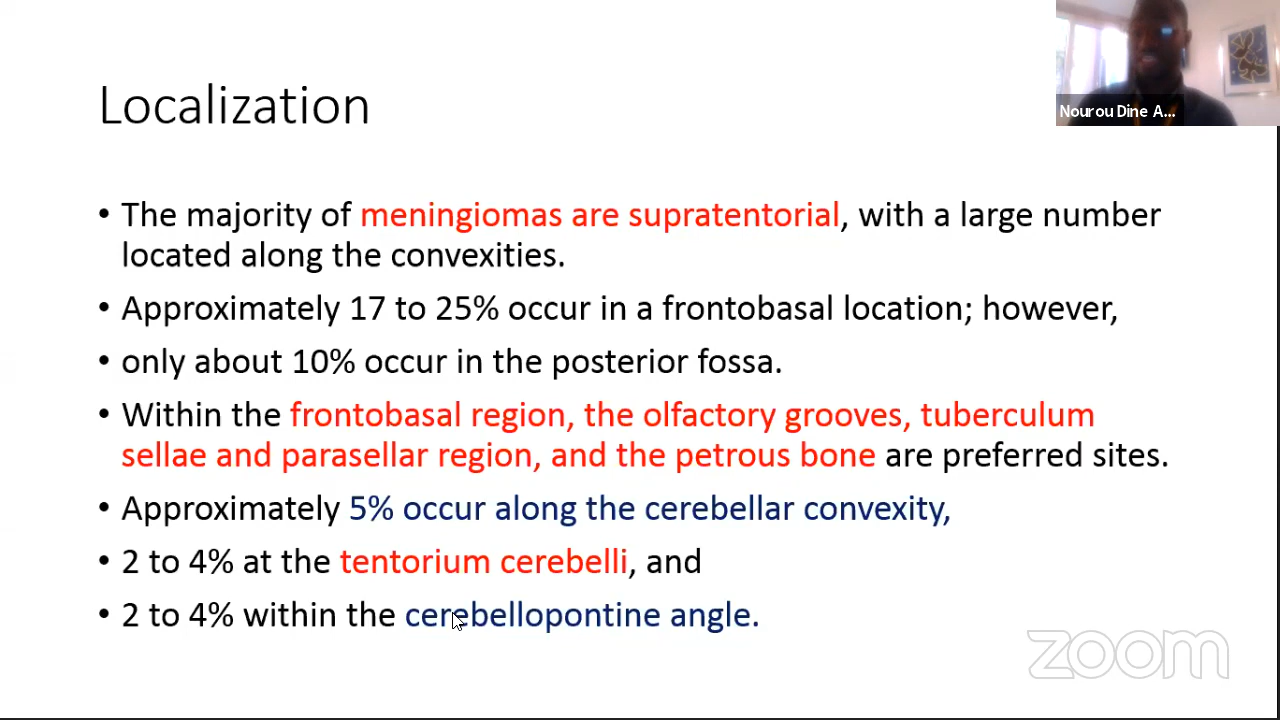 Localization
Nourou Dine A...
• The majority of meningiomas are supratentorial, with a large number
located along the convexities.
• Approximately 17 to 25% occur in a frontobasal location; however,
• only about 10% occur in the posterior fossa.
• Within the frontobasal region, the olfactory grooves, tuberculum
sellae and parasellar region, and the petrous bone are preferred sites.
• Approximately 5% occur along the cerebellar convexity,
• 2 to 4% at the tentorium cerebelli, and
• 2 to 4% within the cerebellopontine angle.
zoom